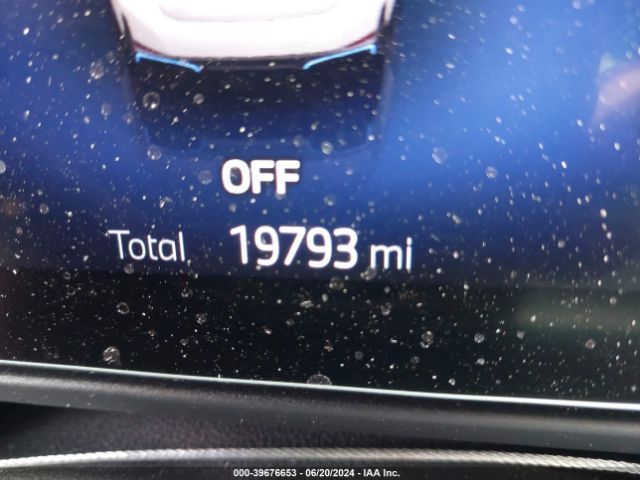 OFF
Total 19793 mi
000-39676653 - 06/20/2024 - IAA Inc.